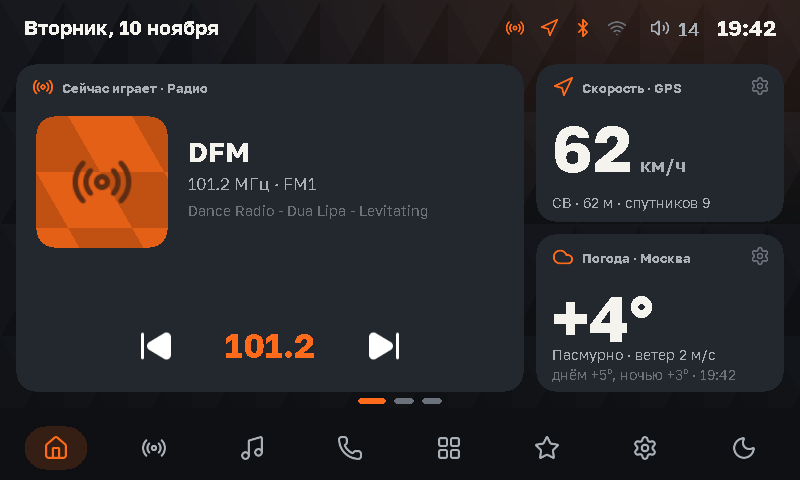 Вторник, 10 ноября
14
19:42
Сейчас играет · Радио
DFM
101.2 МГц · FM1
Dance Radio - Dua Lipa - Levitating
101.2
Скорость · GPS
62 км/ч
СВ · 62 м · спутников 9
Погода · Москва
+4°
Пасмурно · ветер 2 м/с
днём +5°, ночью +3° · 19:42